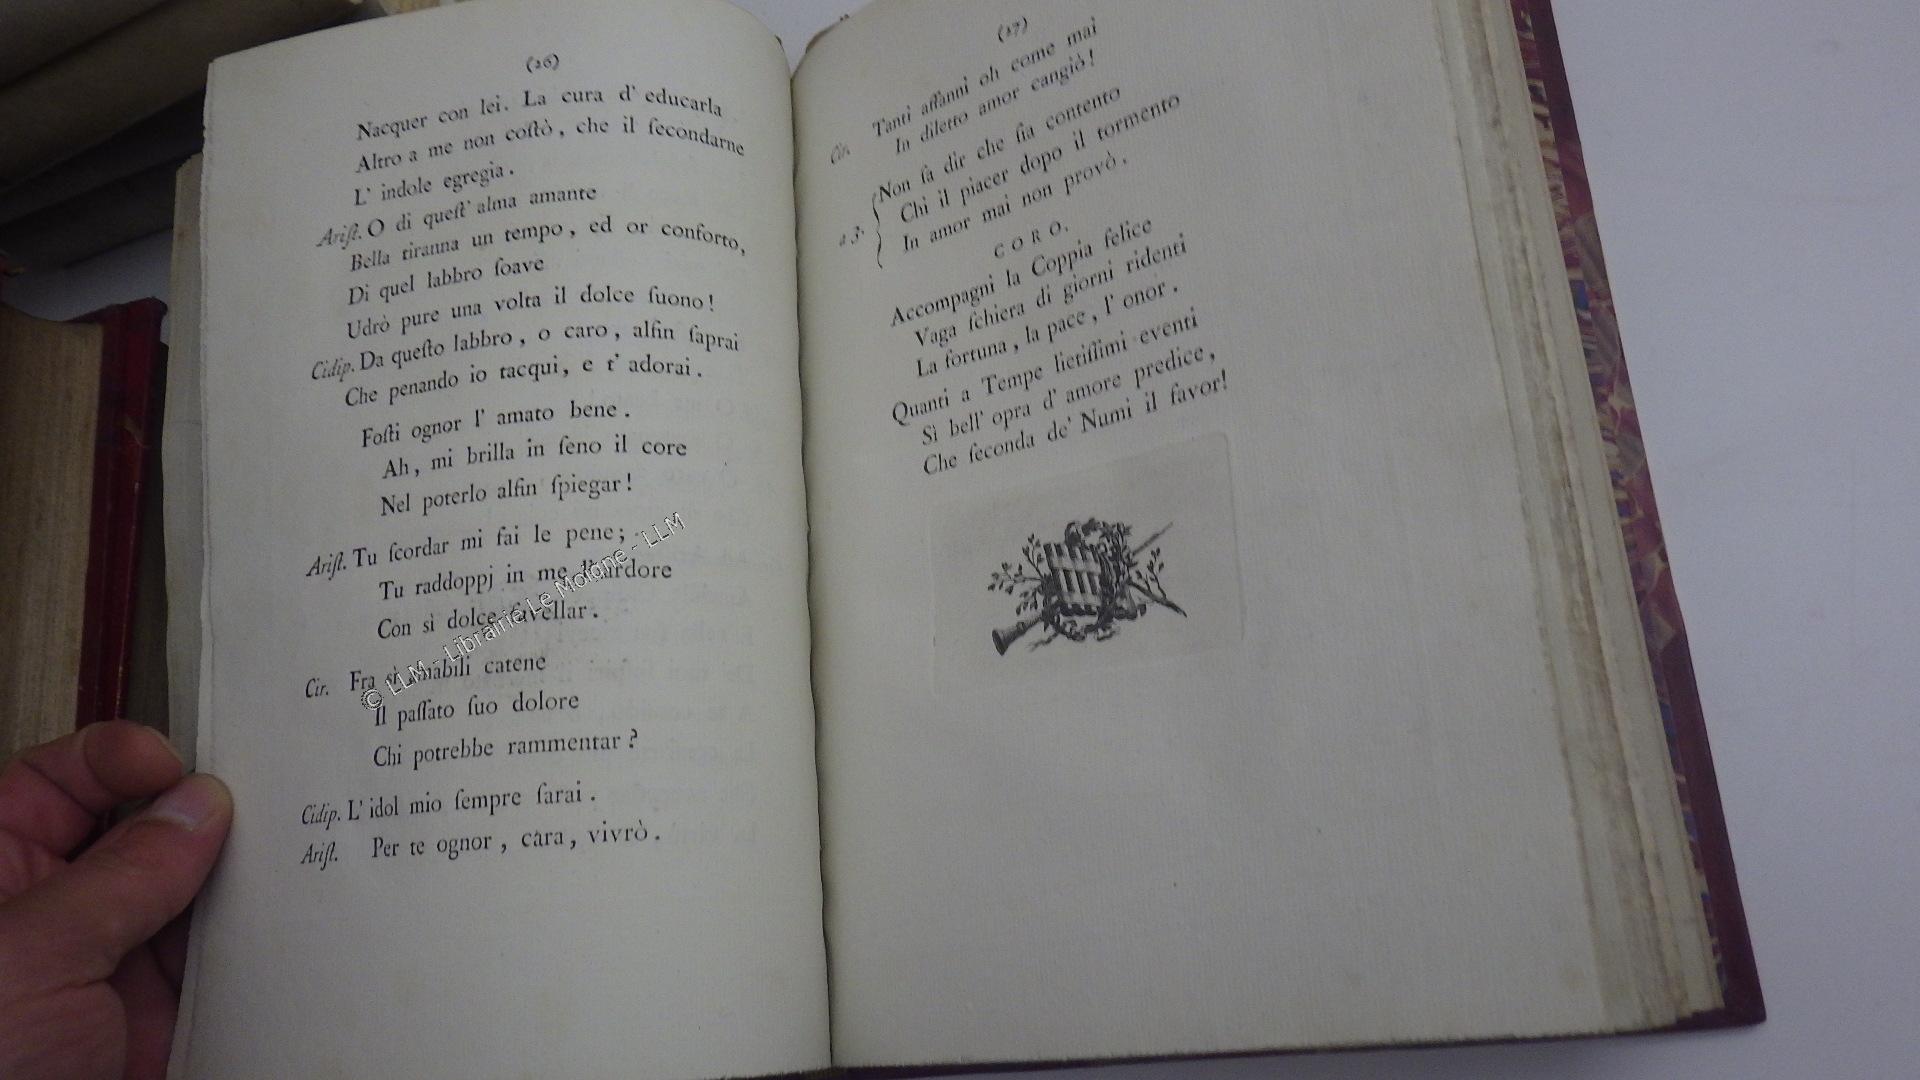 (26)
Nacquer con lei. La cura d' educarla
Altro a me non coſtò, che il ſecondarne
L' indole egregia.
Ariſt. O di queſt' alma amante
Bella tiranna un tempo, ed or conforto,
Di quel labbro ſoave
Udrò pure una volta il dolce ſuono!
Cidip. Da queſto labbro, o caro, alfin ſaprai
Che penando io tacqui, e t' adorai.
Foſti ognor l' amato bene.
Ah, mi brilla in ſeno il core
Nel poterlo alfin ſpiegar!
Ariſt. Tu ſcordar mi fai le pene;
Tu raddoppj in me l' ardore
Con sì dolce favellar.
Cir. Fra sì amabili catene
Il paſſato ſuo dolore
Chi potrebbe rammentar?
Cidip. L' idol mio ſempre ſarai.
Ariſt. Per te ognor, cara, vivrò.
© LLM - Librairie Le Moigne - LLM
(27)
Tanti affanni oh come mai
In diletto amor cangiò!
Cir. Non ſa dir che ſia contento
a 3. Chi il piacer dopo il tormento
In amor mai non provò.
CORO.
Accompagni la Coppia felice
Vaga ſchiera di giorni ridenti
La fortuna, la pace, l' onor.
Quanti a Tempe lietiſſimi eventi
Sì bell' opra d' amore predice,
Che ſeconda de' Numi il favor!